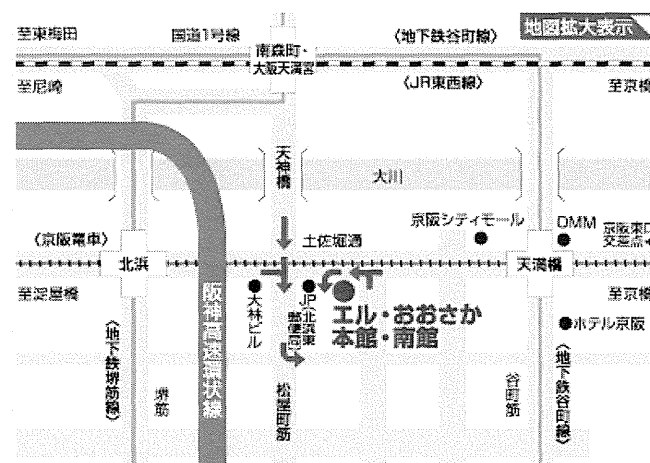 地図拡大表示
至東梅田
国道1号線
南森町・
大阪天満宮
〈地下鉄谷町線〉
至尼崎
〈JR東西線〉
至京橋
天神橋
大川
〈京阪電車〉
北浜
土佐堀通
京阪シティモール
天満橋
OMM
京阪東口
交差点
至淀屋橋
阪神高速環状線
大林ビル
JP(北浜東
郵便局)
エル・おおさか
本館・南館
至京橋
ホテル京阪
〈地下鉄堺筋線〉
堺筋
松屋町筋
谷町筋
〈地下鉄谷町線〉